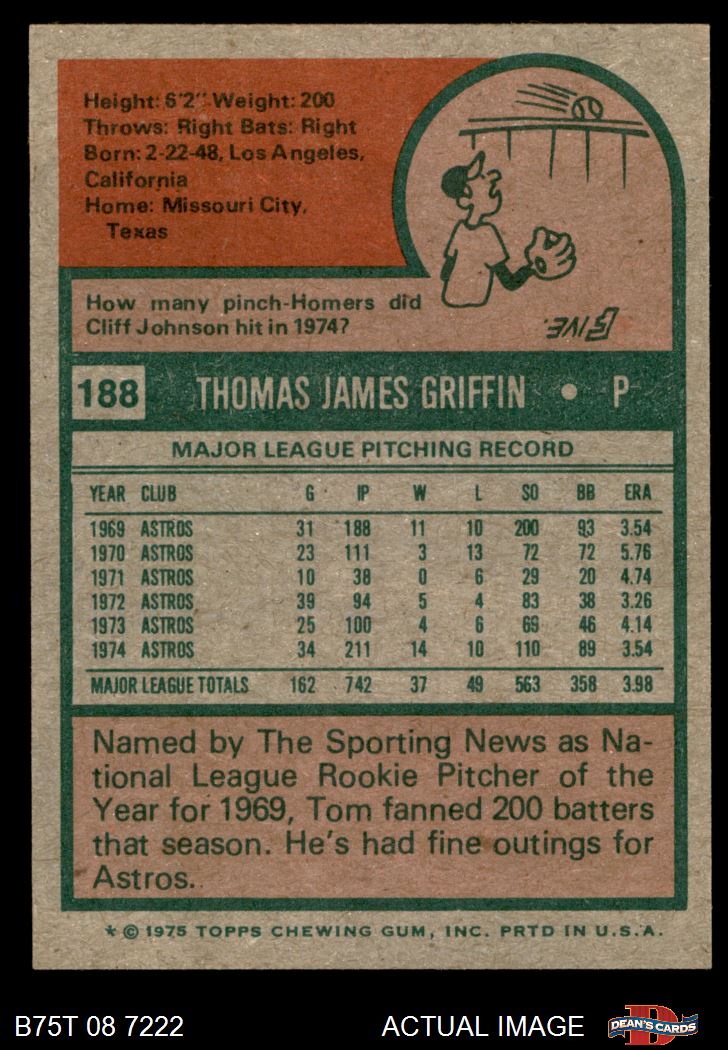 Height: 6'2" Weight: 200
Throws: Right Bats: Right
Born: 2-22-48, Los Angeles,
California
Home: Missouri City,
Texas
How many pinch-Homers did
Cliff Johnson hit in 1974?
FIVE.
188 THOMAS JAMES GRIFFIN • P
MAJOR LEAGUE PITCHING RECORD
YEAR CLUB G IP W L SO BB ERA
1969 ASTROS 31 188 11 10 200 93 3.54
1970 ASTROS 23 111 3 13 72 72 5.76
1971 ASTROS 10 38 0 6 29 20 4.74
1972 ASTROS 39 94 5 4 83 38 3.26
1973 ASTROS 25 100 4 6 69 46 4.14
1974 ASTROS 34 211 14 10 110 89 3.54
MAJOR LEAGUE TOTALS 162 742 37 49 563 358 3.98
Named by The Sporting News as Na-
tional League Rookie Pitcher of the
Year for 1969, Tom fanned 200 batters
that season. He's had fine outings for
Astros.
* © 1975 TOPPS CHEWING GUM, INC. PRTD IN U.S.A.
B75T 08 7222 ACTUAL IMAGE D DEAN'S CARDS